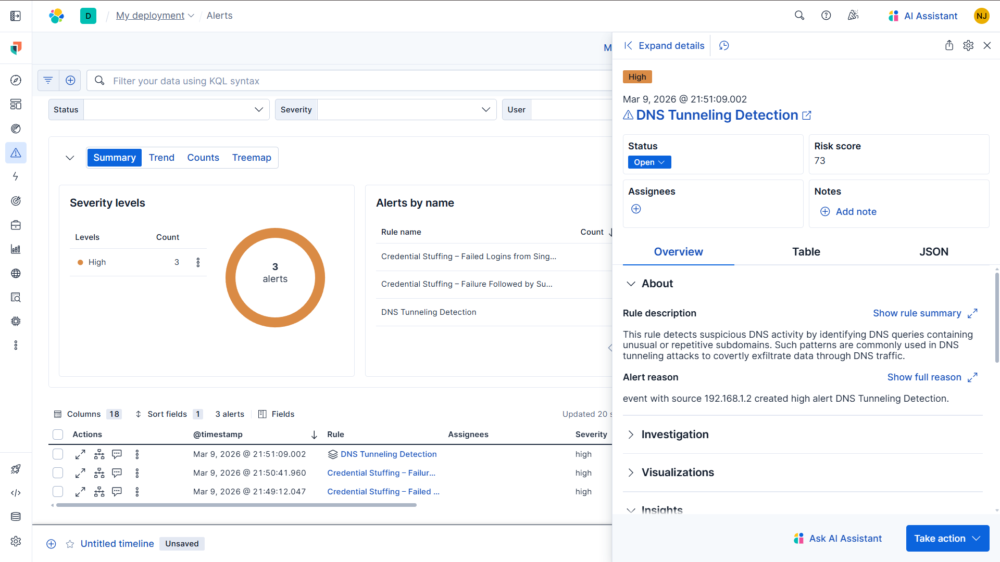 D
My deployment
Alerts
AI Assistant
NJ
M
Filter your data using KQL syntax
Status
Severity
User
Summary
Trend
Counts
Treemap
Severity levels
Levels
Count
High
3
3
alerts
Alerts by name
Rule name
Count
Credential Stuffing – Failed Logins from Sing...
Credential Stuffing – Failure Followed by Su...
DNS Tunneling Detection
Columns 18
Sort fields 1
3 alerts
Fields
Updated 20 s
Actions
@timestamp
Rule
Assignees
Severity
Mar 9, 2026 @ 21:51:09.002
DNS Tunneling Detection
high
Mar 9, 2026 @ 21:50:41.960
Credential Stuffing – Failur...
high
Mar 9, 2026 @ 21:49:12.047
Credential Stuffing – Failed ...
high
Untitled timeline
Unsaved
Expand details
High
Mar 9, 2026 @ 21:51:09.002
DNS Tunneling Detection
Status
Open
Risk score
73
Assignees
Notes
Add note
Overview
Table
JSON
About
Rule description
Show rule summary
This rule detects suspicious DNS activity by identifying DNS queries containing
unusual or repetitive subdomains. Such patterns are commonly used in DNS
tunneling attacks to covertly exfiltrate data through DNS traffic.
Alert reason
Show full reason
event with source 192.168.1.2 created high alert DNS Tunneling Detection.
Investigation
Visualizations
Insights
Ask AI Assistant
Take action